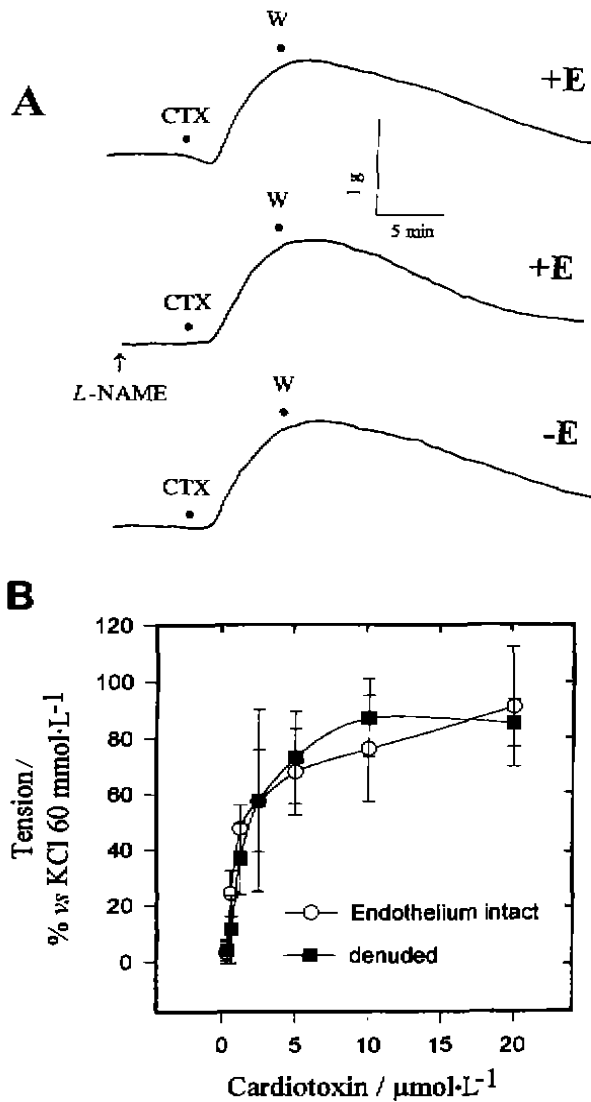 A
W
CTX
+E
1 g
5 min
W
CTX
+E
↑
L-NAME
W
CTX
-E
B
Tension/
% vs KCl 60 mmol·L⁻¹
120
100
80
60
40
20
0
Endothelium intact
denuded
0 5 10 15 20
Cardiotoxin / μmol·L⁻¹